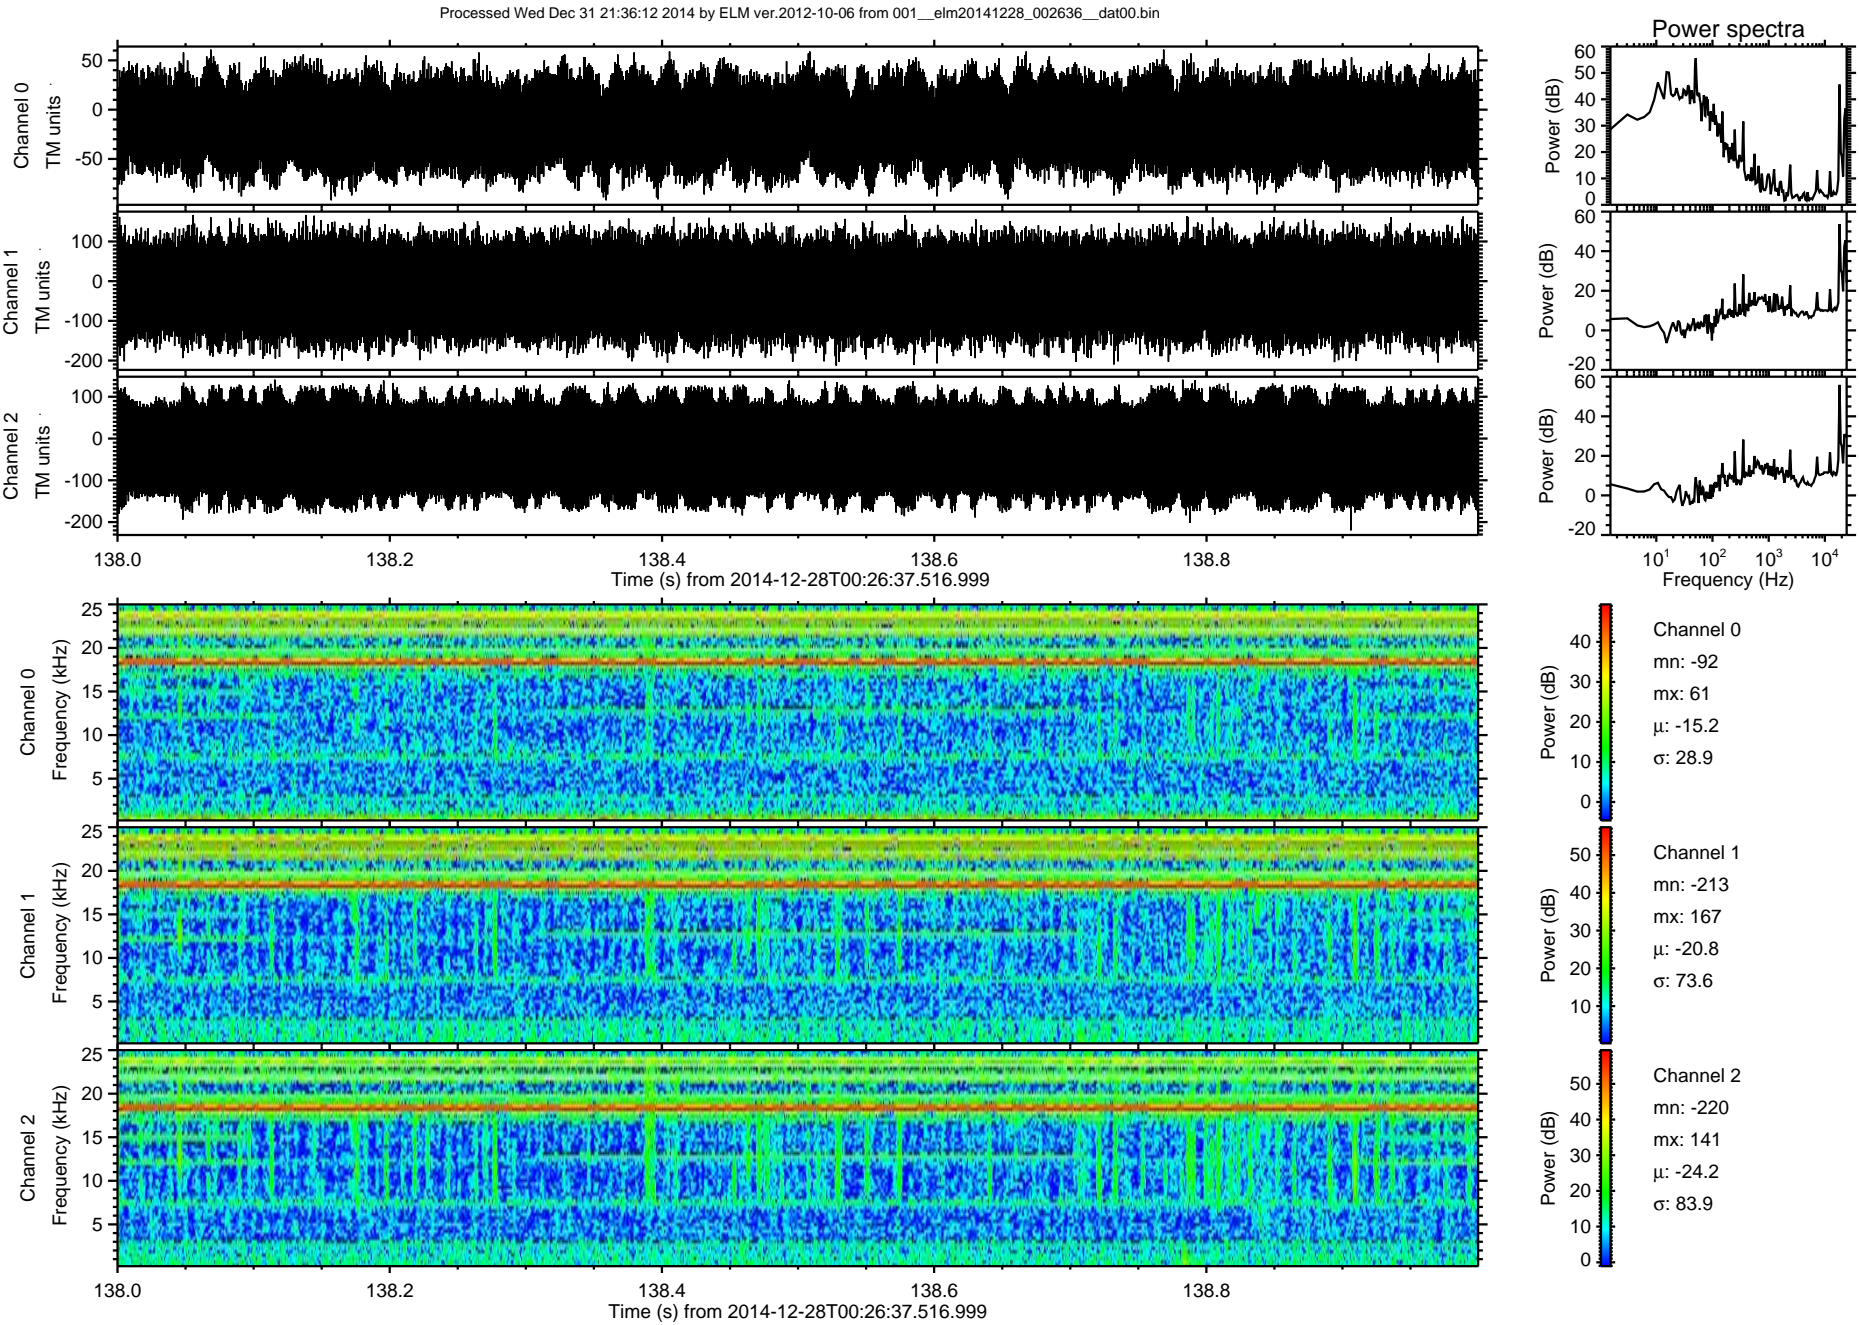 Processed Wed Dec 31 21:36:12 2014 by ELM ver.2012-10-06 from 001__elm20141228_002636__dat00.bin
Power spectra
Channel 0
TM units
50
0
-50
Power (dB)
60
50
40
30
20
10
0
Channel 1
TM units
100
0
-100
-200
Power (dB)
60
40
20
0
-20
Channel 2
TM units
100
0
-100
-200
Power (dB)
60
40
20
0
-20
138.0 138.2 138.4 138.6 138.8
Time (s) from 2014-12-28T00:26:37.516.999
10^1 10^2 10^3 10^4
Frequency (Hz)
Channel 0
Frequency (kHz)
25
20
15
10
5
Power (dB)
40
30
20
10
0
Channel 0
mn: -92
mx: 61
μ: -15.2
σ: 28.9
Channel 1
Frequency (kHz)
25
20
15
10
5
Power (dB)
50
40
30
20
10
Channel 1
mn: -213
mx: 167
μ: -20.8
σ: 73.6
Channel 2
Frequency (kHz)
25
20
15
10
5
Power (dB)
50
40
30
20
10
0
Channel 2
mn: -220
mx: 141
μ: -24.2
σ: 83.9
138.0 138.2 138.4 138.6 138.8
Time (s) from 2014-12-28T00:26:37.516.999